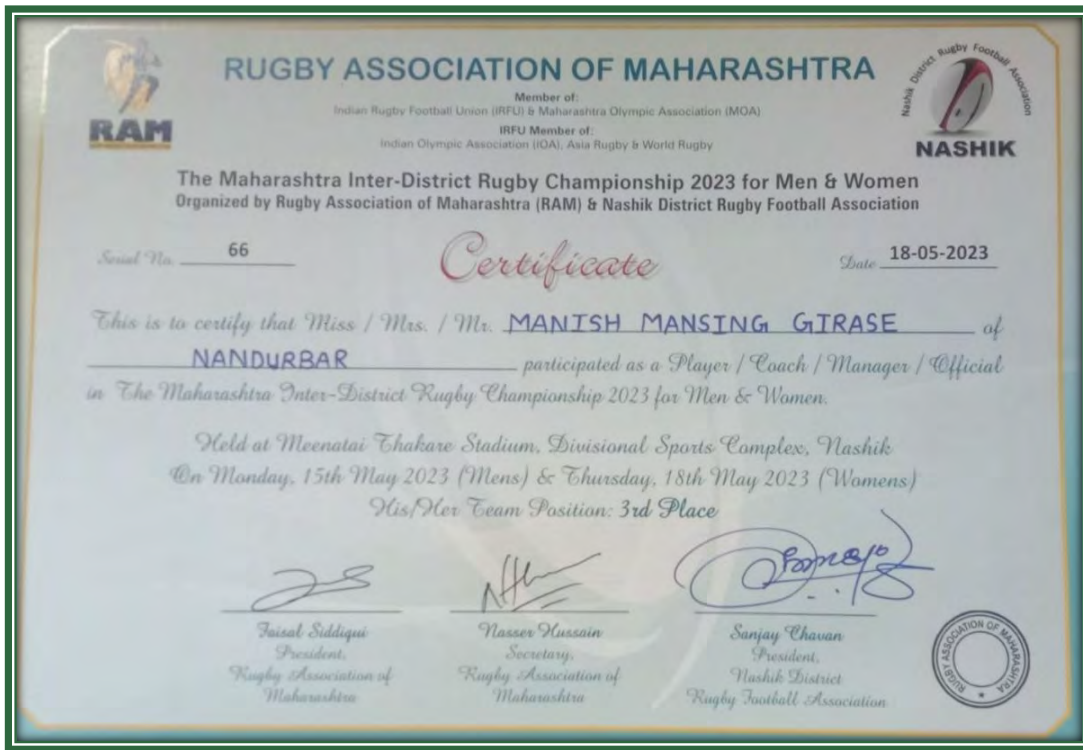 RAM
RUGBY ASSOCIATION OF MAHARASHTRA
Member of:
Indian Rugby Football Union (IRFU) & Maharashtra Olympic Association (MOA)
IRFU Member of:
Indian Olympic Association (IOA), Asia Rugby & World Rugby
Nashik District Rugby Football Association
NASHIK
The Maharashtra Inter-District Rugby Championship 2023 for Men & Women
Organized by Rugby Association of Maharashtra (RAM) & Nashik District Rugby Football Association
Serial No. 66
Certificate
Date 18-05-2023
This is to certify that Miss / Mrs. / Mr. MANISH MANSING GIRASE of
NANDURBAR participated as a Player / Coach / Manager / Official
in The Maharashtra Inter-District Rugby Championship 2023 for Men & Women.
Held at Meenatai Thakare Stadium, Divisional Sports Complex, Nashik
On Monday, 15th May 2023 (Mens) & Thursday, 18th May 2023 (Womens)
His/Her Team Position: 3rd Place
Faisal Siddiqui
President,
Rugby Association of
Maharashtra
Nasser Hussain
Secretary,
Rugby Association of
Maharashtra
Sanjay Chavan
President,
Nashik District
Rugby Football Association
RUGBY ASSOCIATION OF MAHARASHTRA